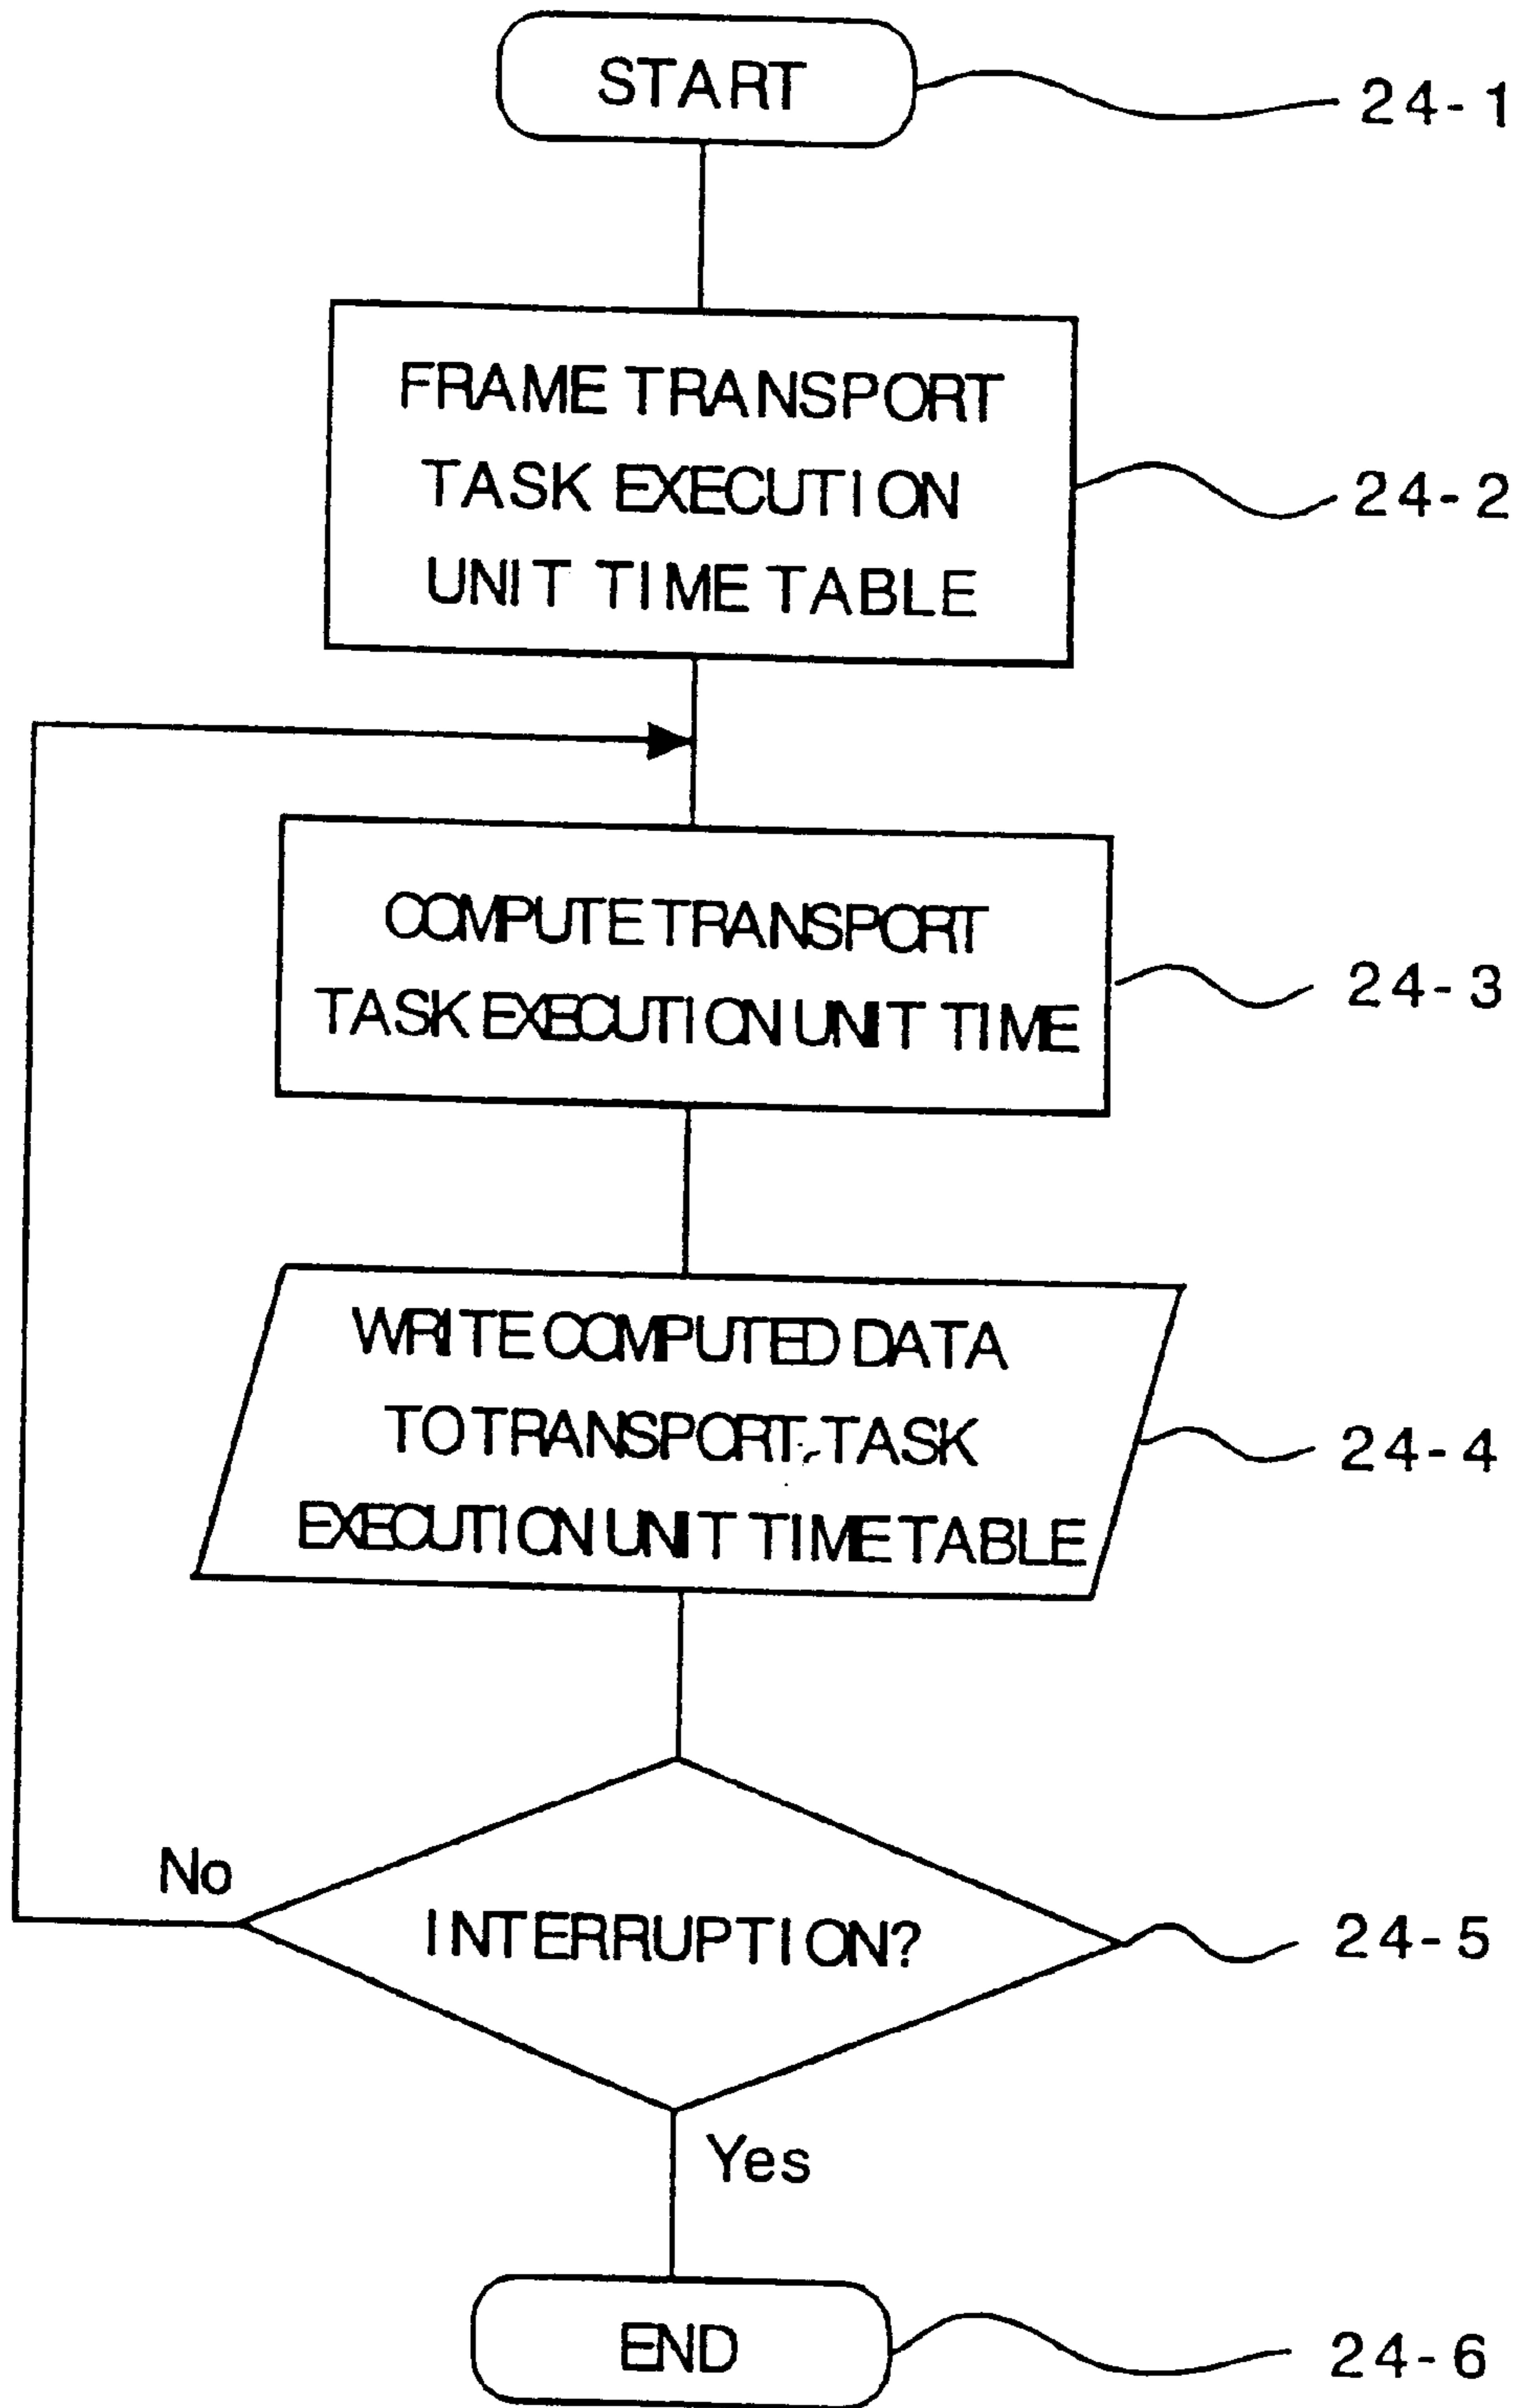 START
24-1
FRAME TRANSPORT
TASK EXECUTION
UNIT TIME TABLE
24-2
COMPUTE TRANSPORT
TASK EXECUTION UNIT TIME
24-3
WRITE COMPUTED DATA
TO TRANSPORT TASK
EXECUTION UNIT TIME TABLE
24-4
No
INTERRUPTION?
24-5
Yes
END
24-6